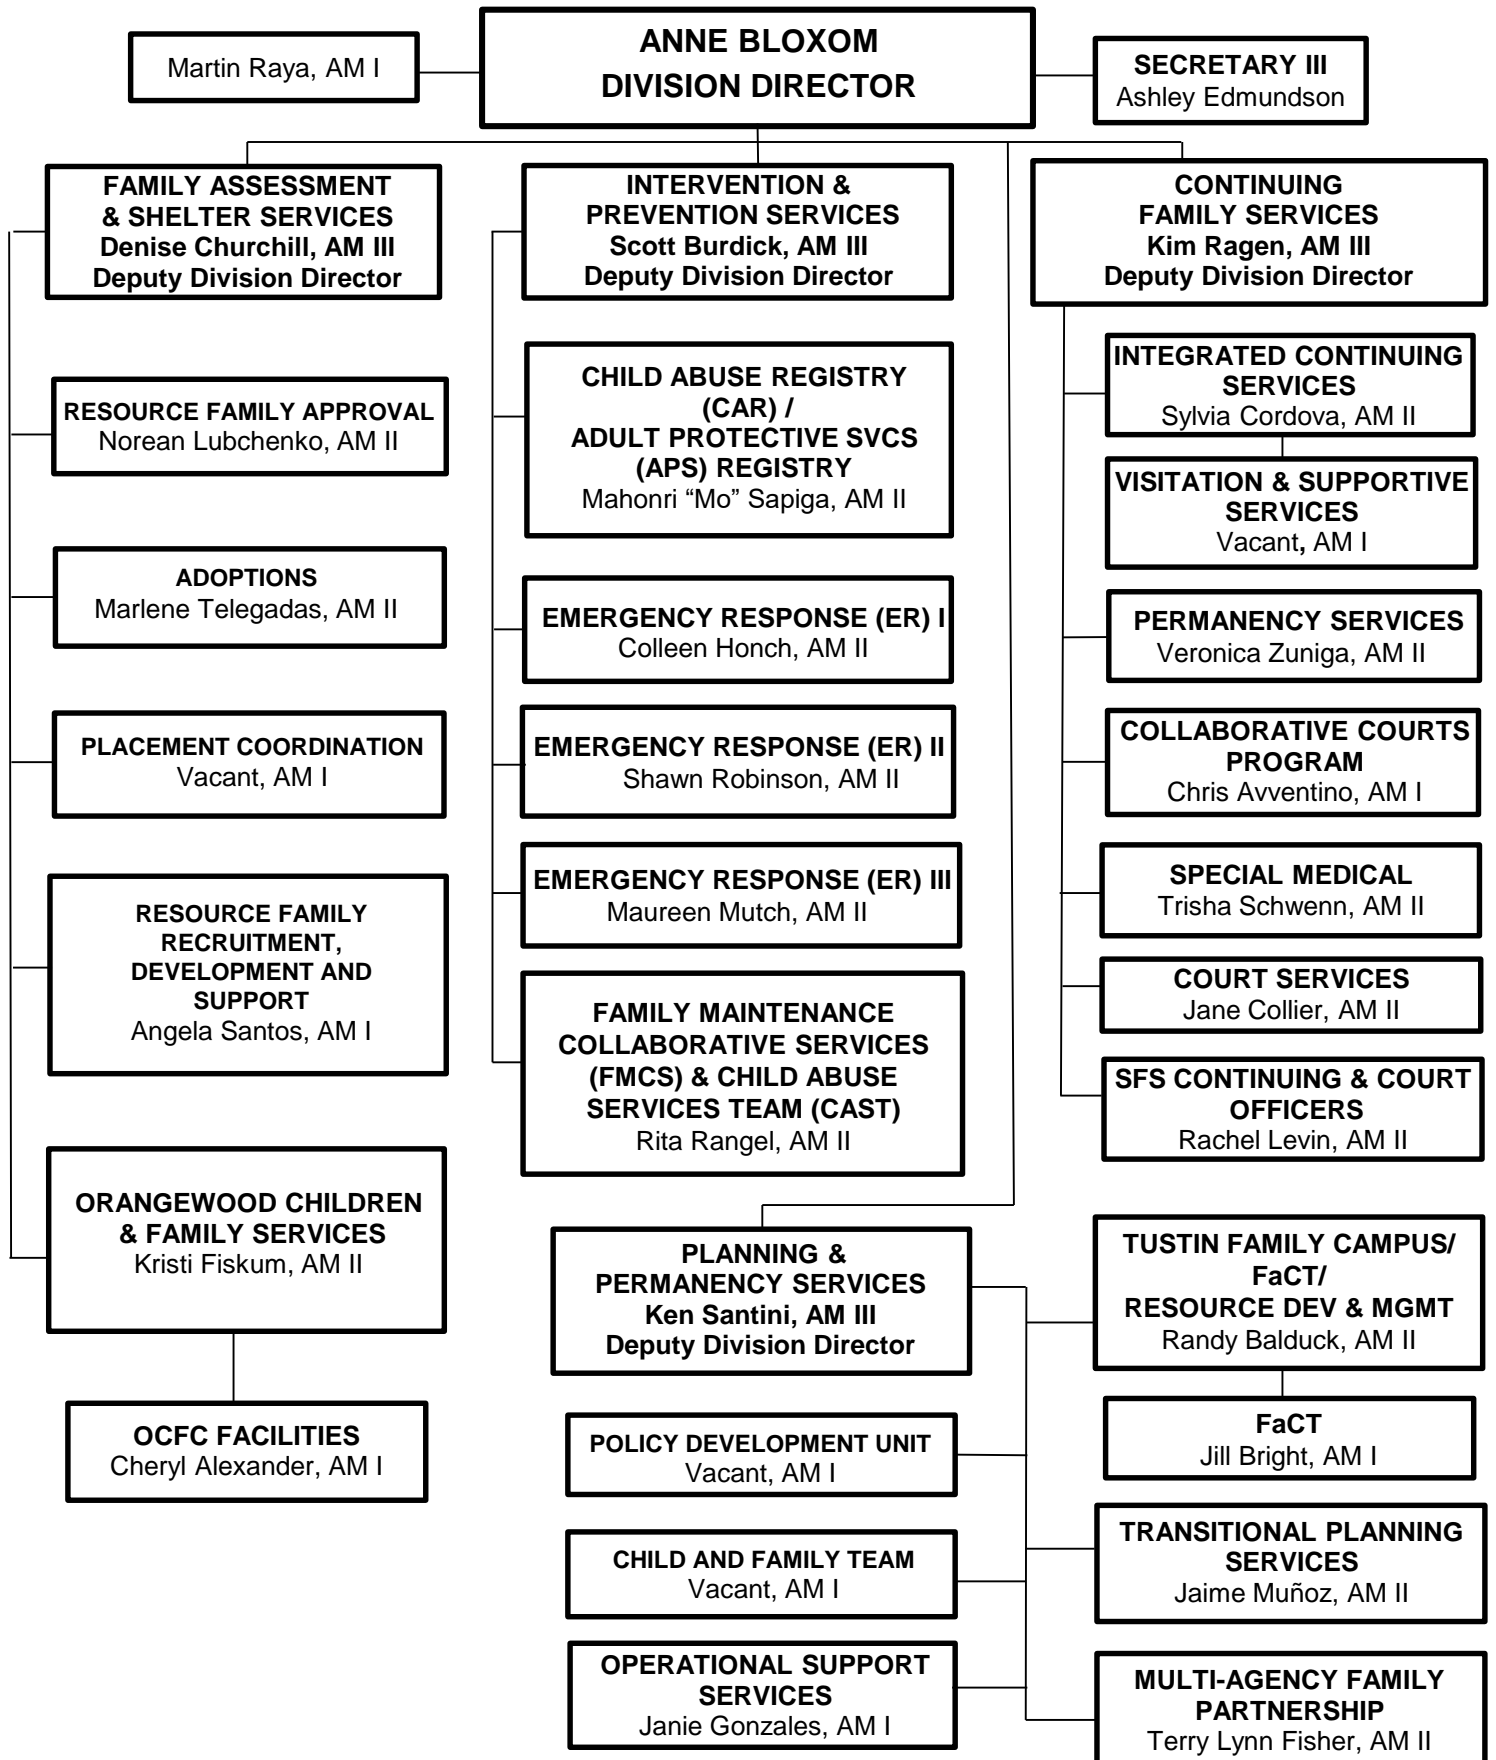 Martin Raya, AM I
ANNE BLOXOM
DIVISION DIRECTOR
SECRETARY III
Ashley Edmundson
FAMILY ASSESSMENT
& SHELTER SERVICES
Denise Churchill, AM III
Deputy Division Director
RESOURCE FAMILY APPROVAL
Norean Lubchenko, AM II
ADOPTIONS
Marlene Telegadas, AM II
PLACEMENT COORDINATION
Vacant, AM I
RESOURCE FAMILY
RECRUITMENT,
DEVELOPMENT AND
SUPPORT
Angela Santos, AM I
ORANGEWOOD CHILDREN
& FAMILY SERVICES
Kristi Fiskum, AM II
OCFC FACILITIES
Cheryl Alexander, AM I
INTERVENTION &
PREVENTION SERVICES
Scott Burdick, AM III
Deputy Division Director
CHILD ABUSE REGISTRY
(CAR) /
ADULT PROTECTIVE SVCS
(APS) REGISTRY
Mahonri “Mo” Sapiga, AM II
EMERGENCY RESPONSE (ER) I
Colleen Honch, AM II
EMERGENCY RESPONSE (ER) II
Shawn Robinson, AM II
EMERGENCY RESPONSE (ER) III
Maureen Mutch, AM II
FAMILY MAINTENANCE
COLLABORATIVE SERVICES
(FMCS) & CHILD ABUSE
SERVICES TEAM (CAST)
Rita Rangel, AM II
CONTINUING
FAMILY SERVICES
Kim Ragen, AM III
Deputy Division Director
INTEGRATED CONTINUING
SERVICES
Sylvia Cordova, AM II
VISITATION & SUPPORTIVE
SERVICES
Vacant, AM I
PERMANENCY SERVICES
Veronica Zuniga, AM II
COLLABORATIVE COURTS
PROGRAM
Chris Avventino, AM I
SPECIAL MEDICAL
Trisha Schwenn, AM II
COURT SERVICES
Jane Collier, AM II
SFS CONTINUING & COURT
OFFICERS
Rachel Levin, AM II
PLANNING &
PERMANENCY SERVICES
Ken Santini, AM III
Deputy Division Director
POLICY DEVELOPMENT UNIT
Vacant, AM I
CHILD AND FAMILY TEAM
Vacant, AM I
OPERATIONAL SUPPORT
SERVICES
Janie Gonzales, AM I
TUSTIN FAMILY CAMPUS/
FaCT/
RESOURCE DEV & MGMT
Randy Balduck, AM II
FaCT
Jill Bright, AM I
TRANSITIONAL PLANNING
SERVICES
Jaime Muñoz, AM II
MULTI-AGENCY FAMILY
PARTNERSHIP
Terry Lynn Fisher, AM II